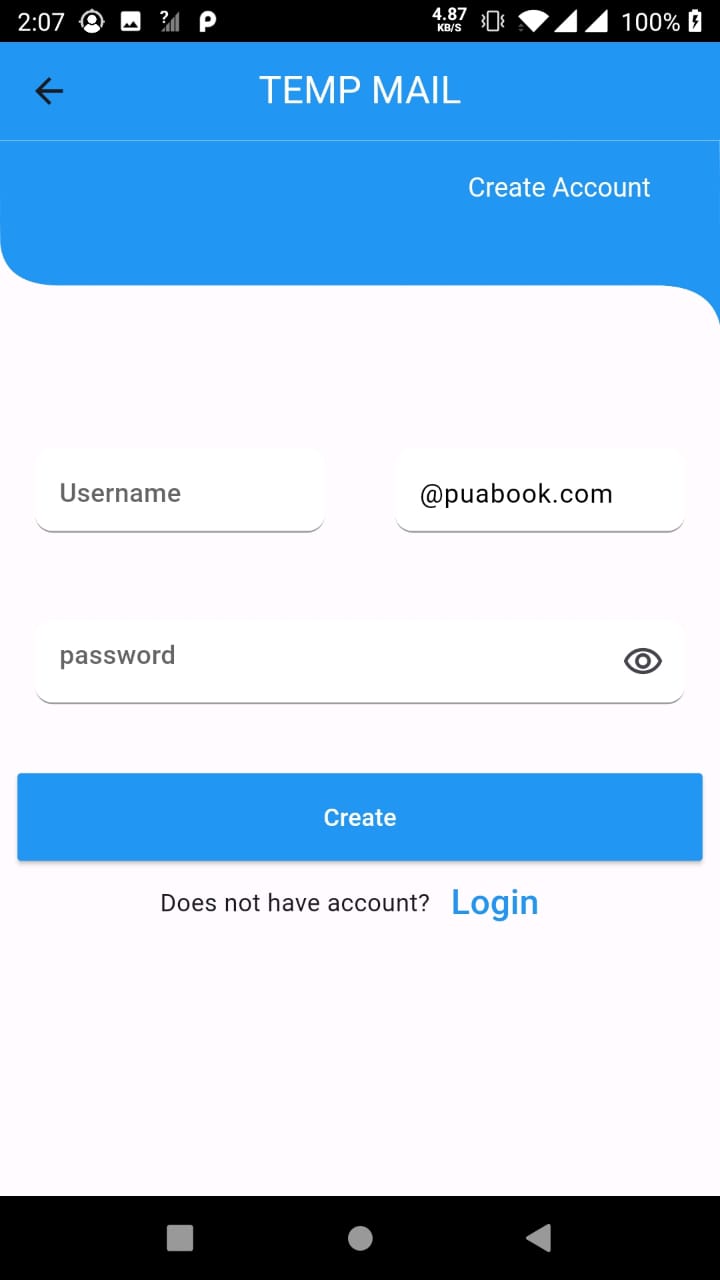 2:07 ? P 4.87 KB/S 100%
TEMP MAIL
Create Account
Username @puabook.com
password
Create
Does not have account? Login